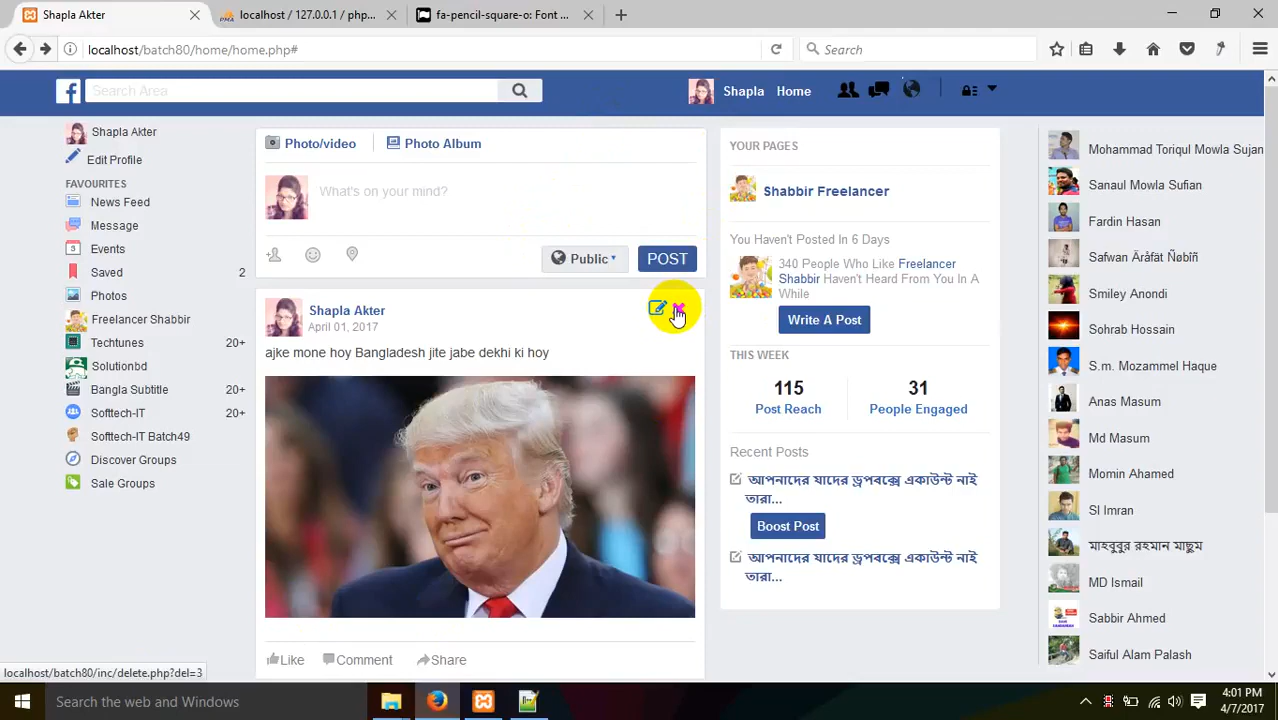 Shapla Akter
localhost / 127.0.0.1 / php...
fa-pencil-square-o: Font ...
localhost/batch80/home/home.php#
Search
Search Area
Shapla Home
Shapla Akter
Edit Profile
FAVOURITES
News Feed
Message
Events
Saved 2
Photos
Freelancer Shabbir
Techtunes 20+
Solutionbd
Bangla Subtitle 20+
Softtech-IT 20+
Softtech-IT Batch49
Discover Groups
Sale Groups
Photo/video Photo Album
What's on your mind?
Public
POST
Shapla Akter
April 01, 2017
ajke mone hoy Bangladesh jite jabe dekhi ki hoy
Like Comment Share
YOUR PAGES
Shabbir Freelancer
You Haven't Posted In 6 Days
340 People Who Like Freelancer
Shabbir Haven't Heard From You In A
While
Write A Post
THIS WEEK
115 31
Post Reach People Engaged
Recent Posts
আপনাদের যাদের ড্রপবক্সে একাউন্ট নাই
তারা...
Boost Post
আপনাদের যাদের ড্রপবক্সে একাউন্ট নাই
তারা...
Mohammad Toriqul Mowla Sujan
Sanaul Mowla Sufian
Fardin Hasan
Safwan Äräfät Ñøbîñ
Smiley Anondi
Sohrab Hossain
S.m. Mozammel Haque
Anas Masum
Md Masum
Momin Ahamed
SI Imran
মাহবুবুর রহমান মাছুম
MD Ismail
Sabbir Ahmed
Saiful Alam Palash
localhost/batch80/inc/delete.php?del=3
Search the web and Windows
4:01 PM
4/7/2017